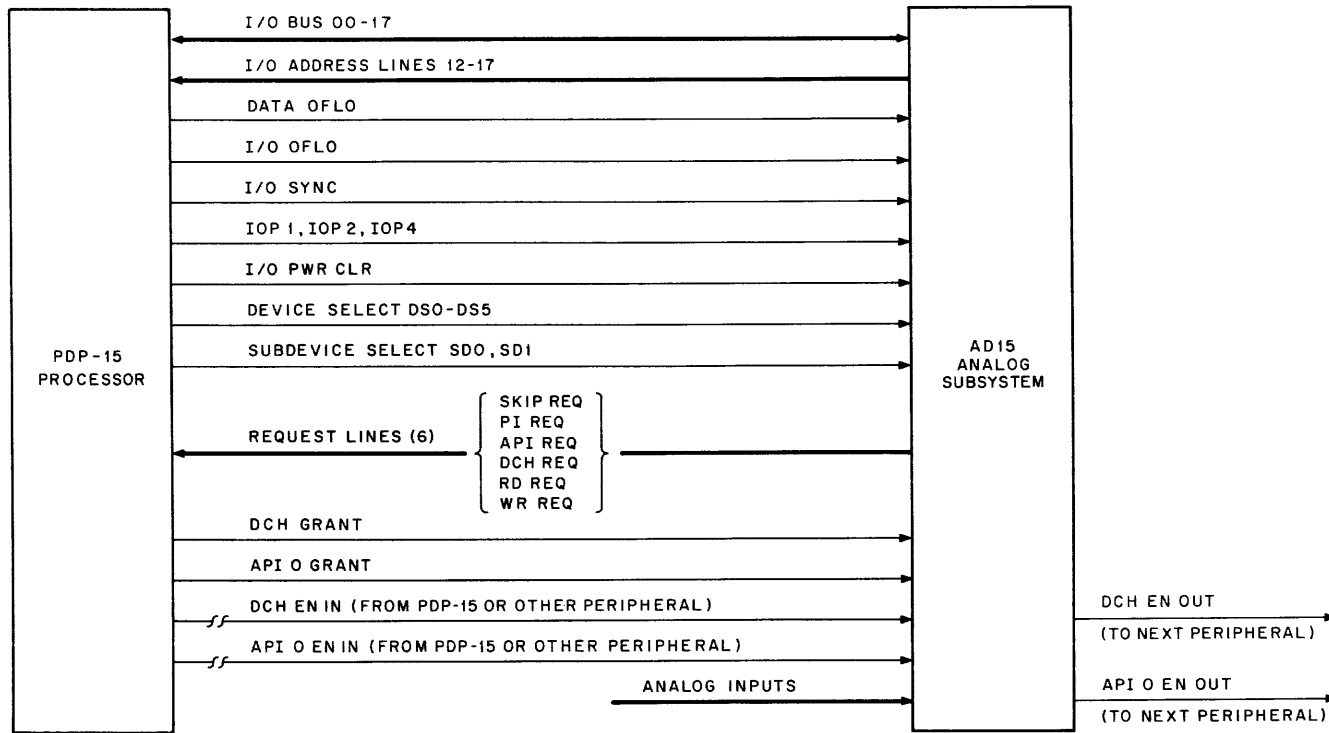 I/O BUS 00-17
I/O ADDRESS LINES 12-17
DATA OFLO
I/O OFLO
I/O SYNC
IOP 1, IOP 2, IOP4
I/O PWR CLR
DEVICE SELECT DS0-DS5
SUBDEVICE SELECT SD0, SD1
PDP-15
PROCESSOR
AD15
ANALOG
SUBSYSTEM
REQUEST LINES (6)
SKIP REQ
PI REQ
API REQ
DCH REQ
RD REQ
WR REQ
DCH GRANT
API 0 GRANT
DCH EN IN (FROM PDP-15 OR OTHER PERIPHERAL)
API 0 EN IN (FROM PDP-15 OR OTHER PERIPHERAL)
ANALOG INPUTS
DCH EN OUT
(TO NEXT PERIPHERAL)
API 0 EN OUT
(TO NEXT PERIPHERAL)